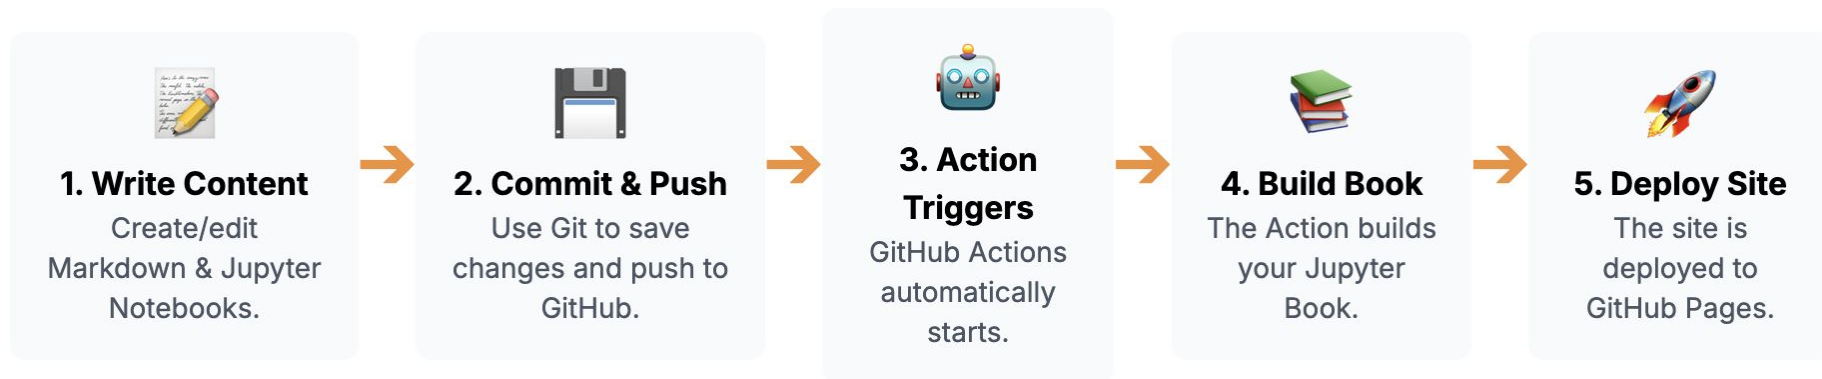 1. Write Content
Create/edit
Markdown & Jupyter
Notebooks.
2. Commit & Push
Use Git to save
changes and push to
GitHub.
3. Action
Triggers
GitHub Actions
automatically
starts.
4. Build Book
The Action builds
your Jupyter
Book.
5. Deploy Site
The site is
deployed to
GitHub Pages.